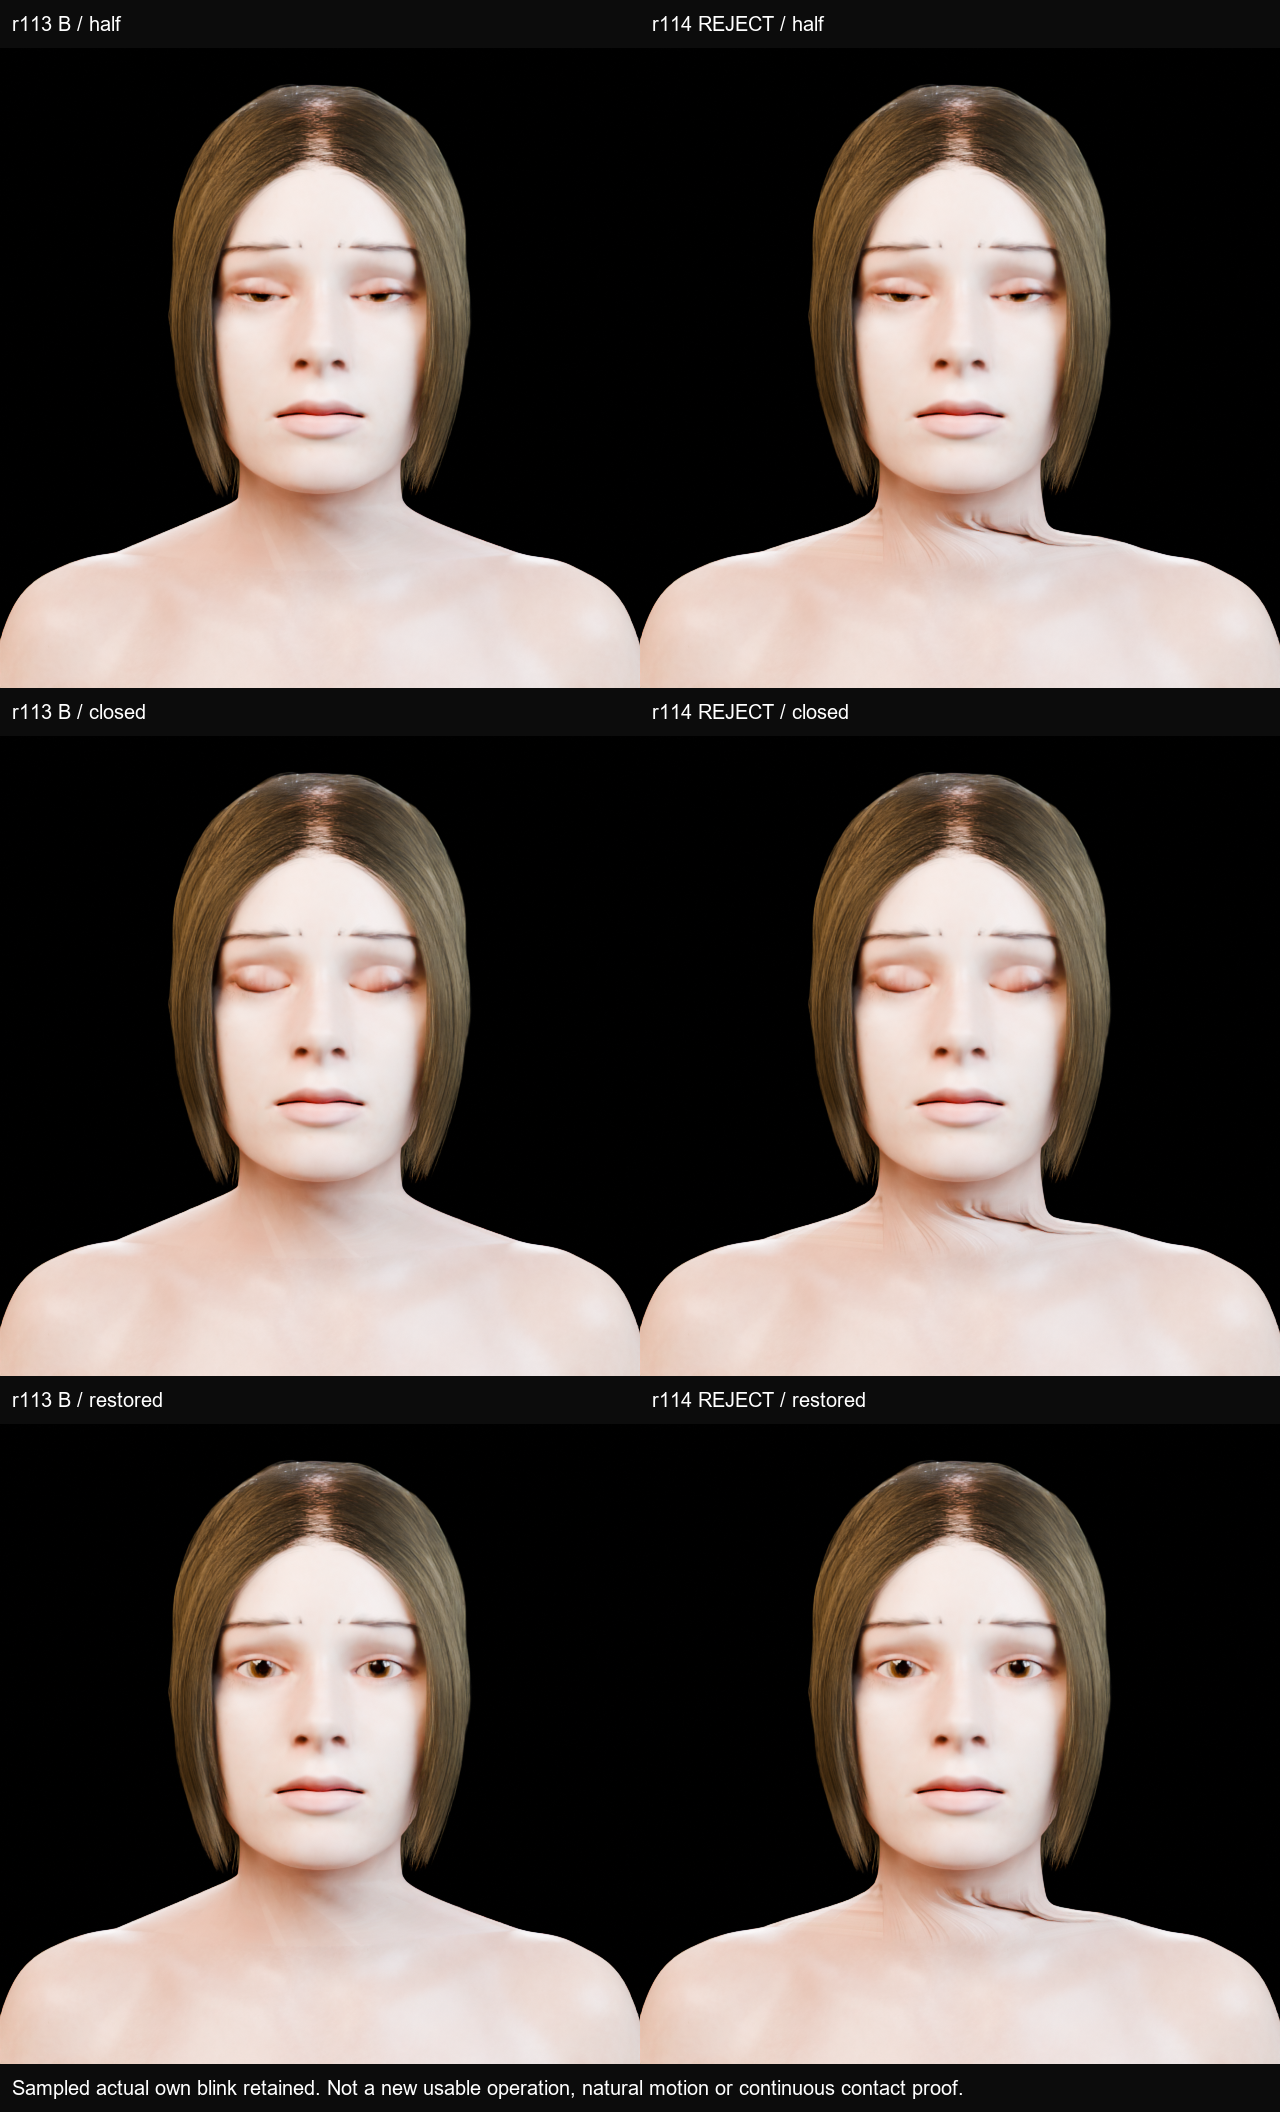 r113 B / half
r114 REJECT / half
r113 B / closed
r114 REJECT / closed
r113 B / restored
r114 REJECT / restored
Sampled actual own blink retained. Not a new usable operation, natural motion or continuous contact proof.